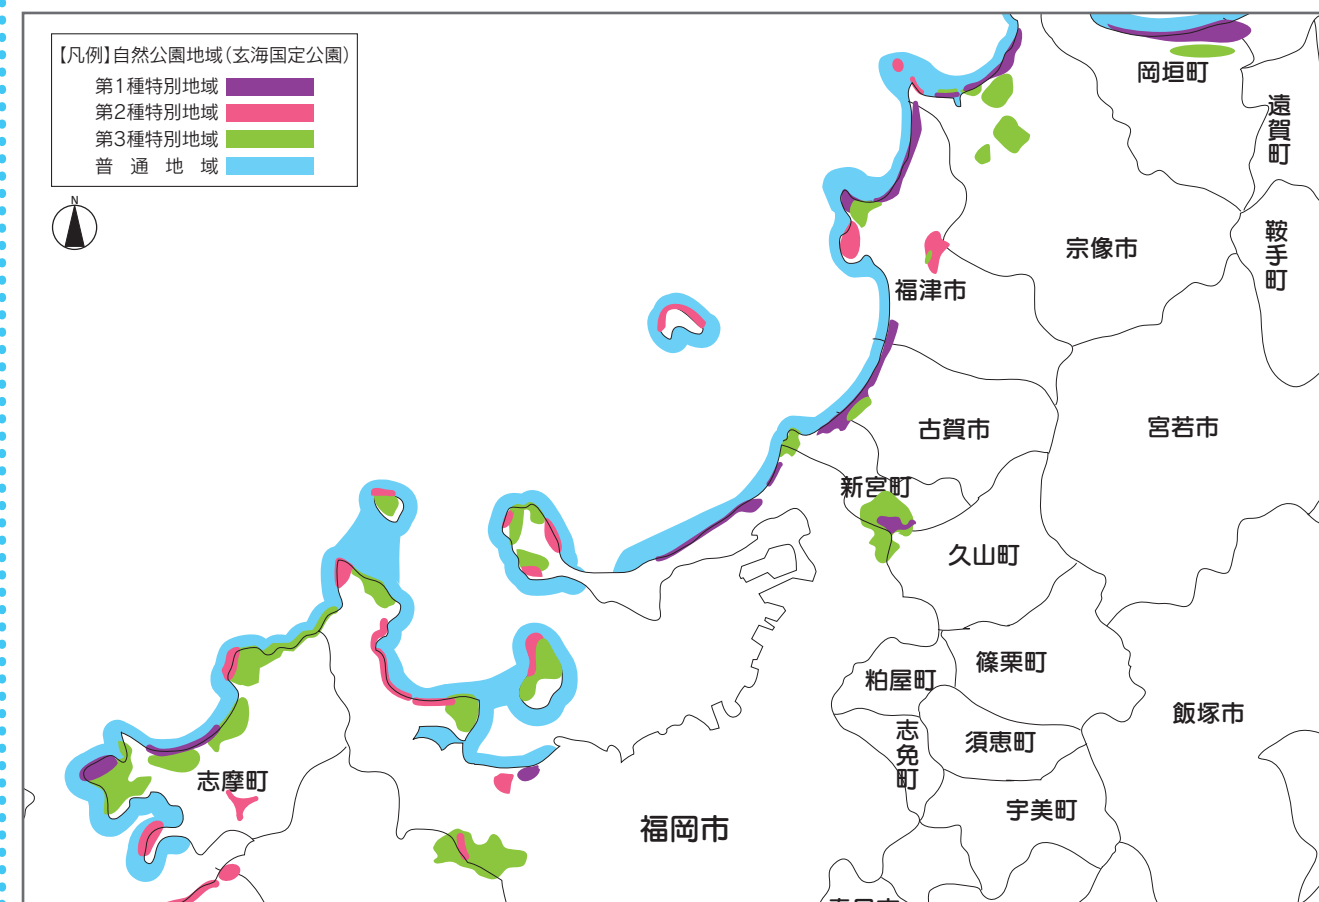 【凡例】自然公園地域(玄海国定公園)
第1種特別地域
第2種特別地域
第3種特別地域
普通地域
N
岡垣町
遠賀町
宗像市
鞍手町
福津市
古賀市
宮若市
新宮町
久山町
篠栗町
粕屋町
飯塚市
志免町
須恵町
志摩町
宇美町
福岡市